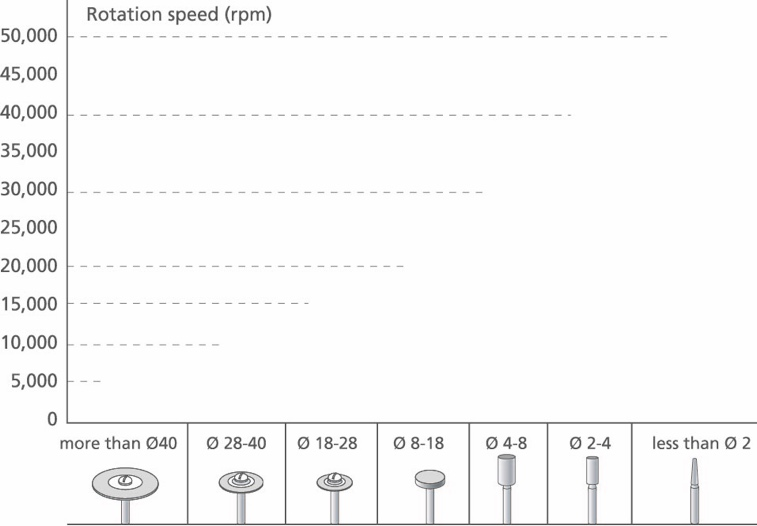 Rotation speed (rpm)
50,000
45,000
40,000
35,000
30,000
25,000
20,000
15,000
10,000
5,000
0
more than Ø40
Ø 28-40
Ø 18-28
Ø 8-18
Ø 4-8
Ø 2-4
less than Ø 2